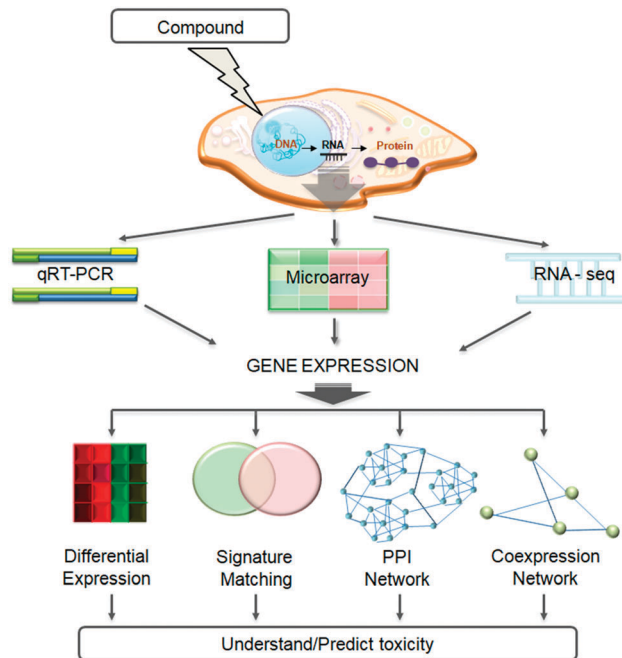 Compound
DNA
RNA
Protein
qRT-PCR
Microarray
RNA - seq
GENE EXPRESSION
Differential
Expression
Signature
Matching
PPI
Network
Coexpression
Network
Understand/Predict toxicity